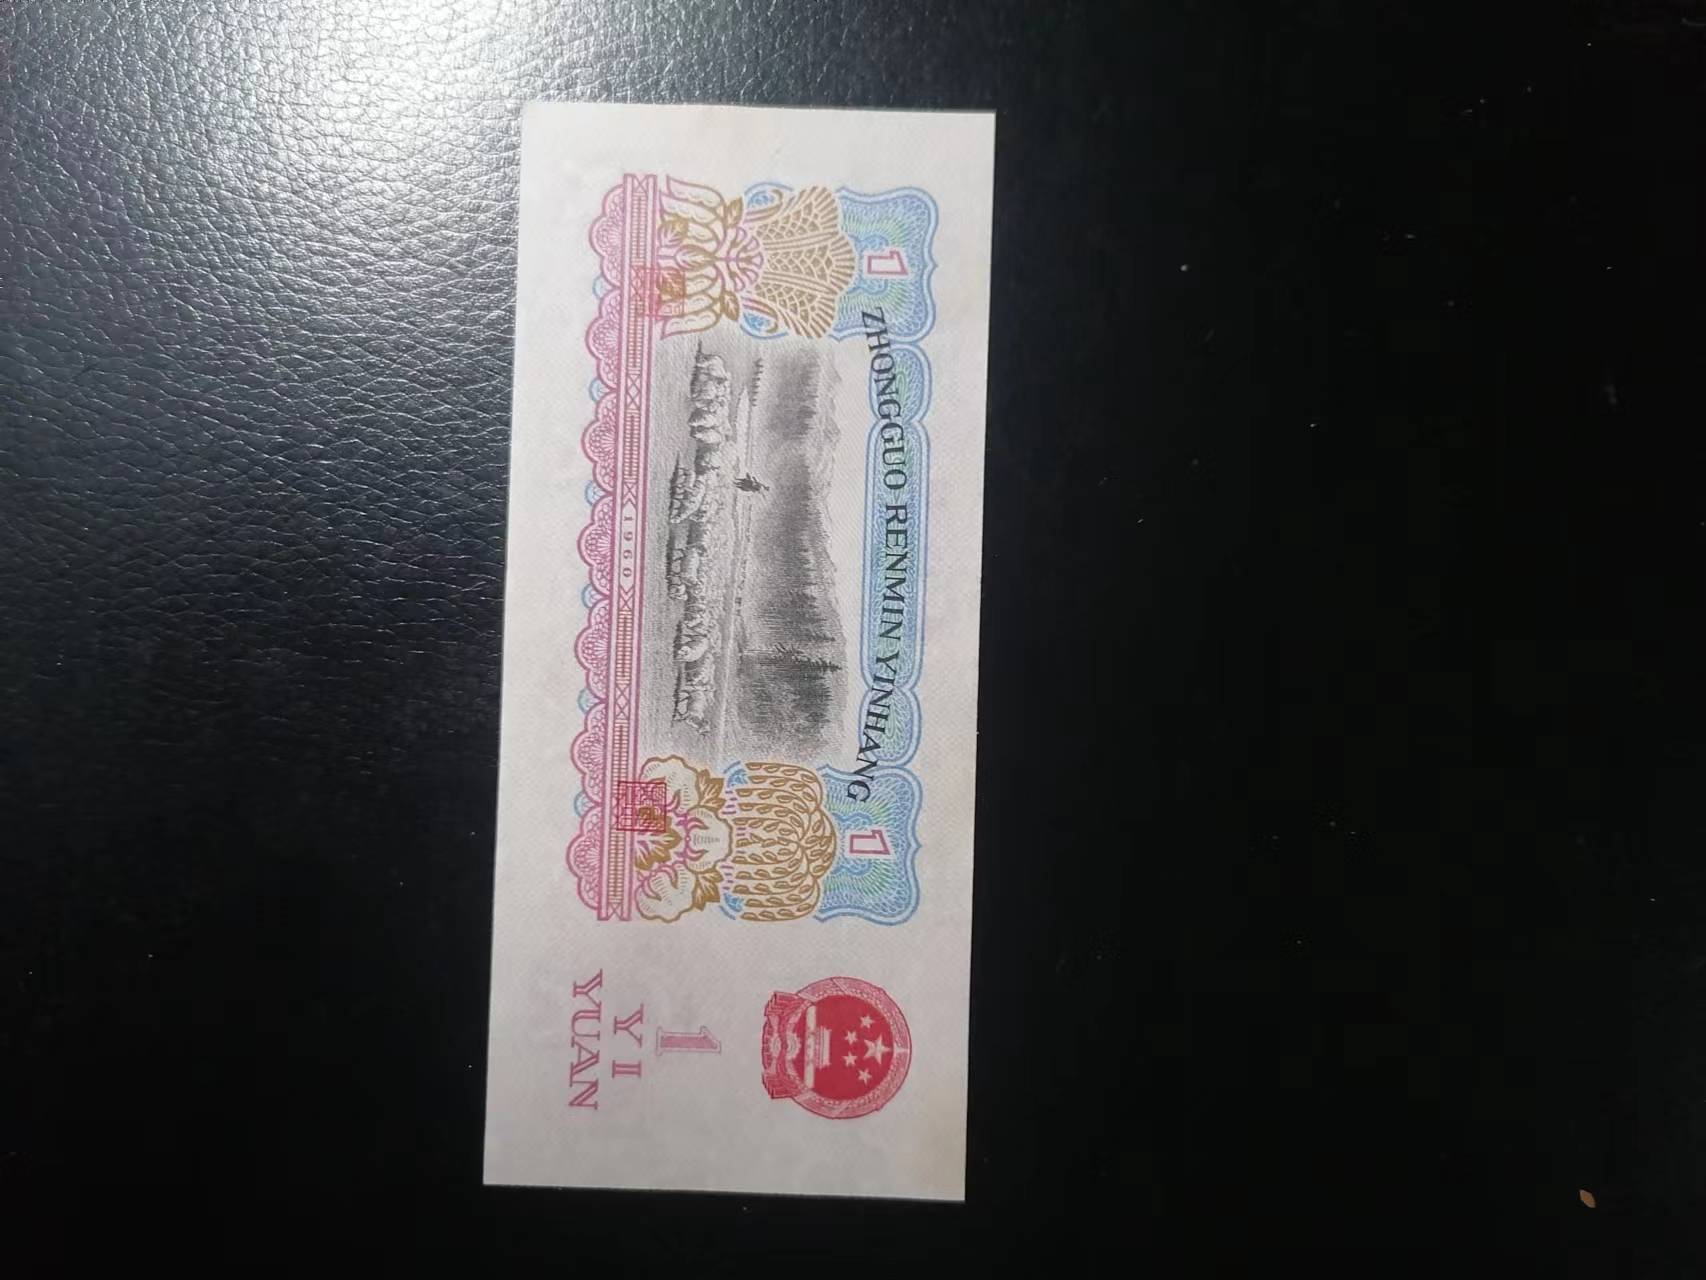 ZHONGGUO RENMIN YINHANG
1
1
1960
1
YI
YUAN